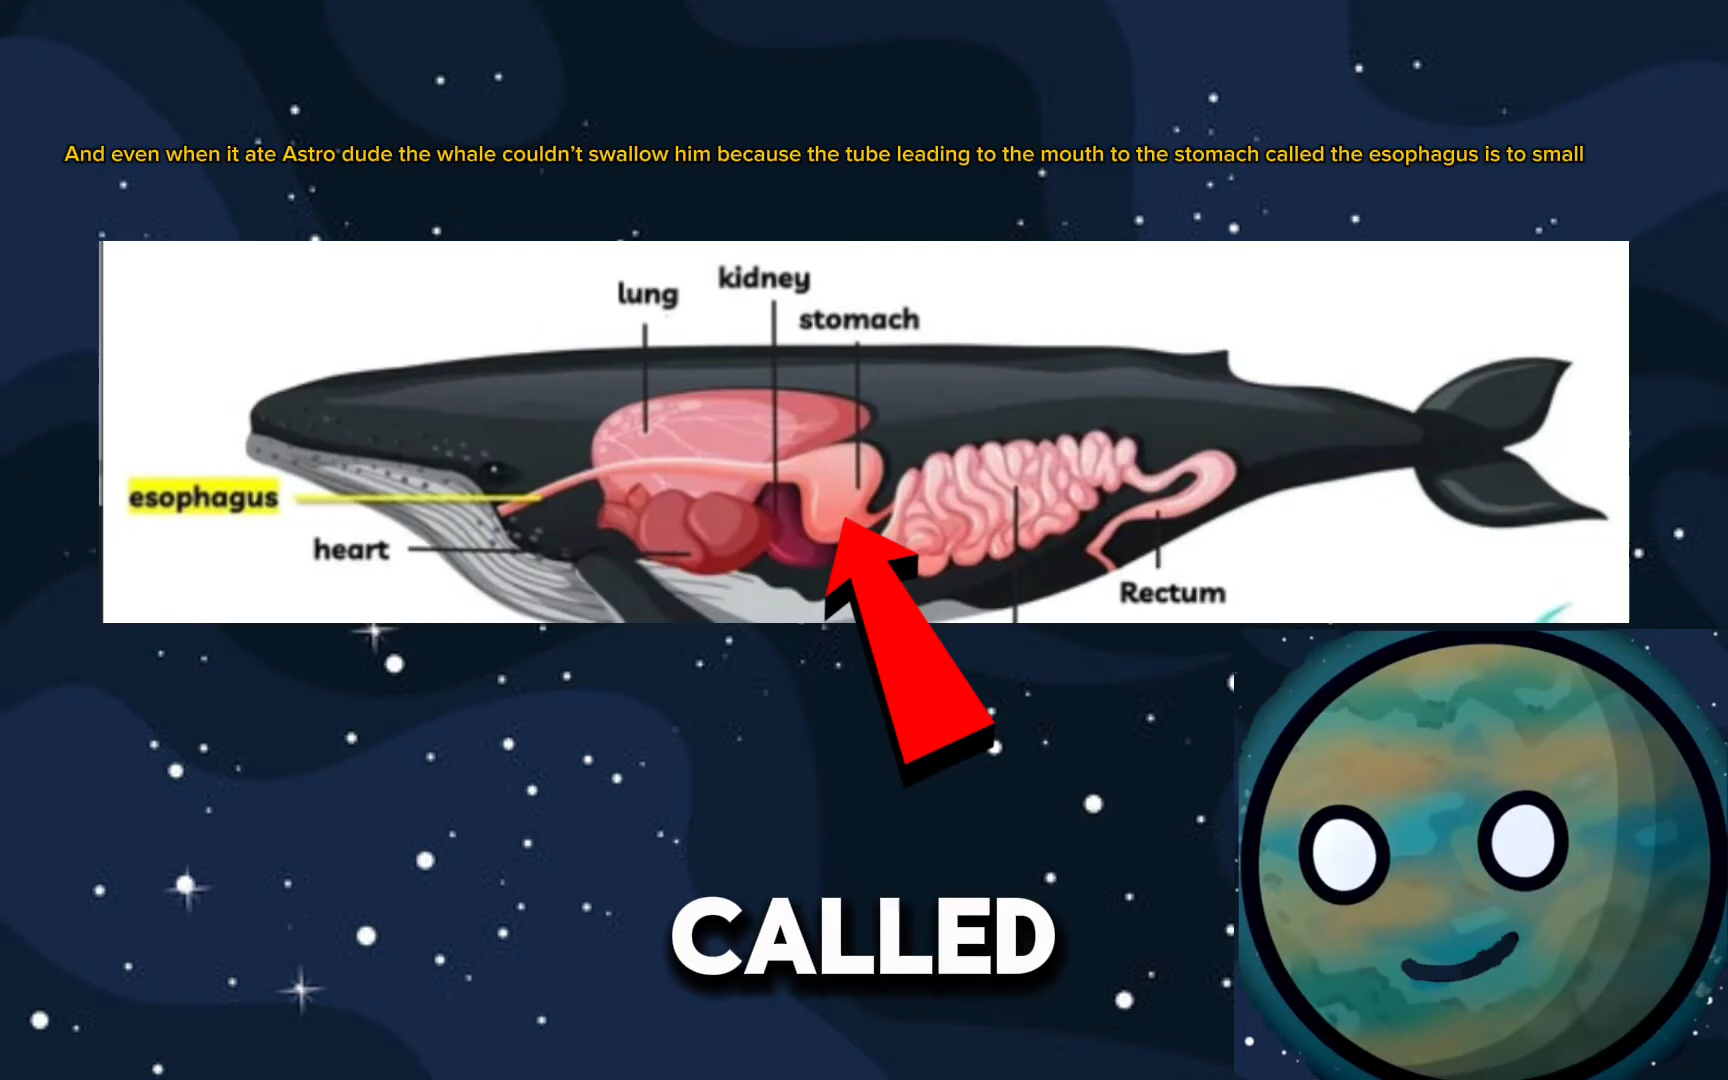 And even when it ate Astro dude the whale couldn’t swallow him because the tube leading to the mouth to the stomach called the esophagus is to small
kidney
lung
stomach
esophagus
heart
Rectum
CALLED